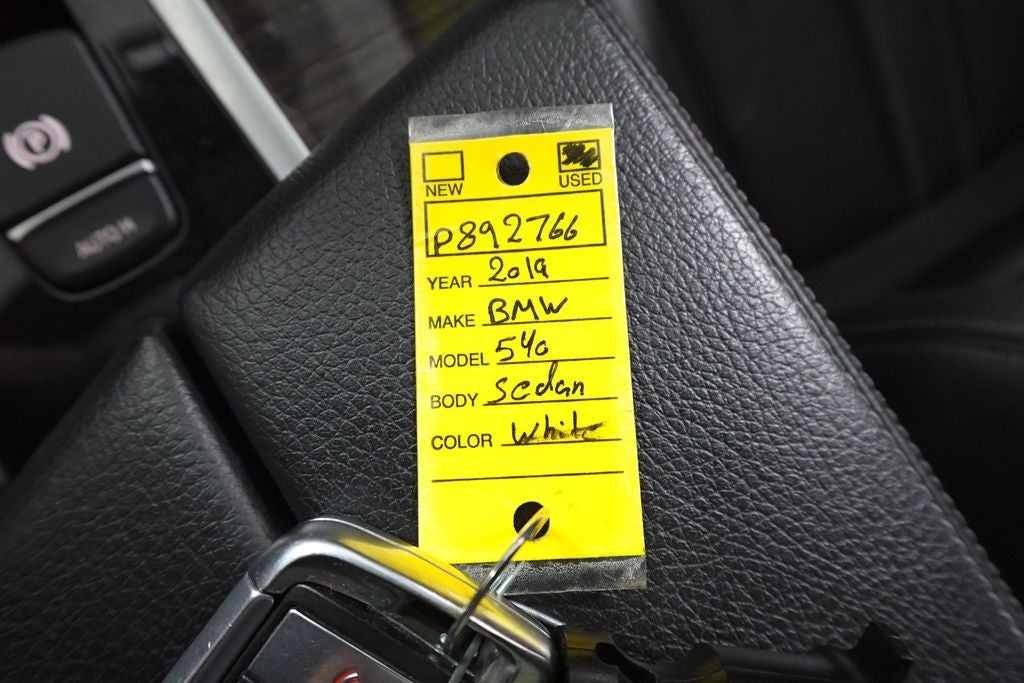 NEW USED
P892766
YEAR 2019
MAKE BMW
MODEL 540
BODY Sedan
COLOR White
P
AUTO H